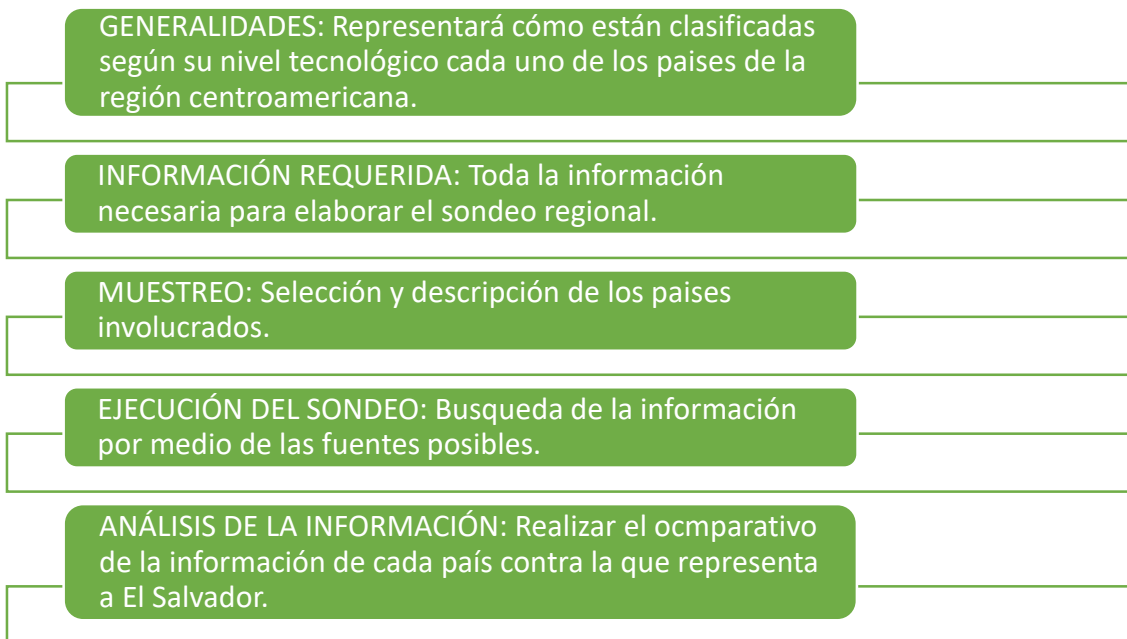 GENERALIDADES: Representará cómo están clasificadas
según su nivel tecnológico cada uno de los paises de la
región centroamericana.
INFORMACIÓN REQUERIDA: Toda la información
necesaria para elaborar el sondeo regional.
MUESTREO: Selección y descripción de los paises
involucrados.
EJECUCIÓN DEL SONDEO: Busqueda de la información
por medio de las fuentes posibles.
ANÁLISIS DE LA INFORMACIÓN: Realizar el ocmparativo
de la información de cada país contra la que representa
a El Salvador.